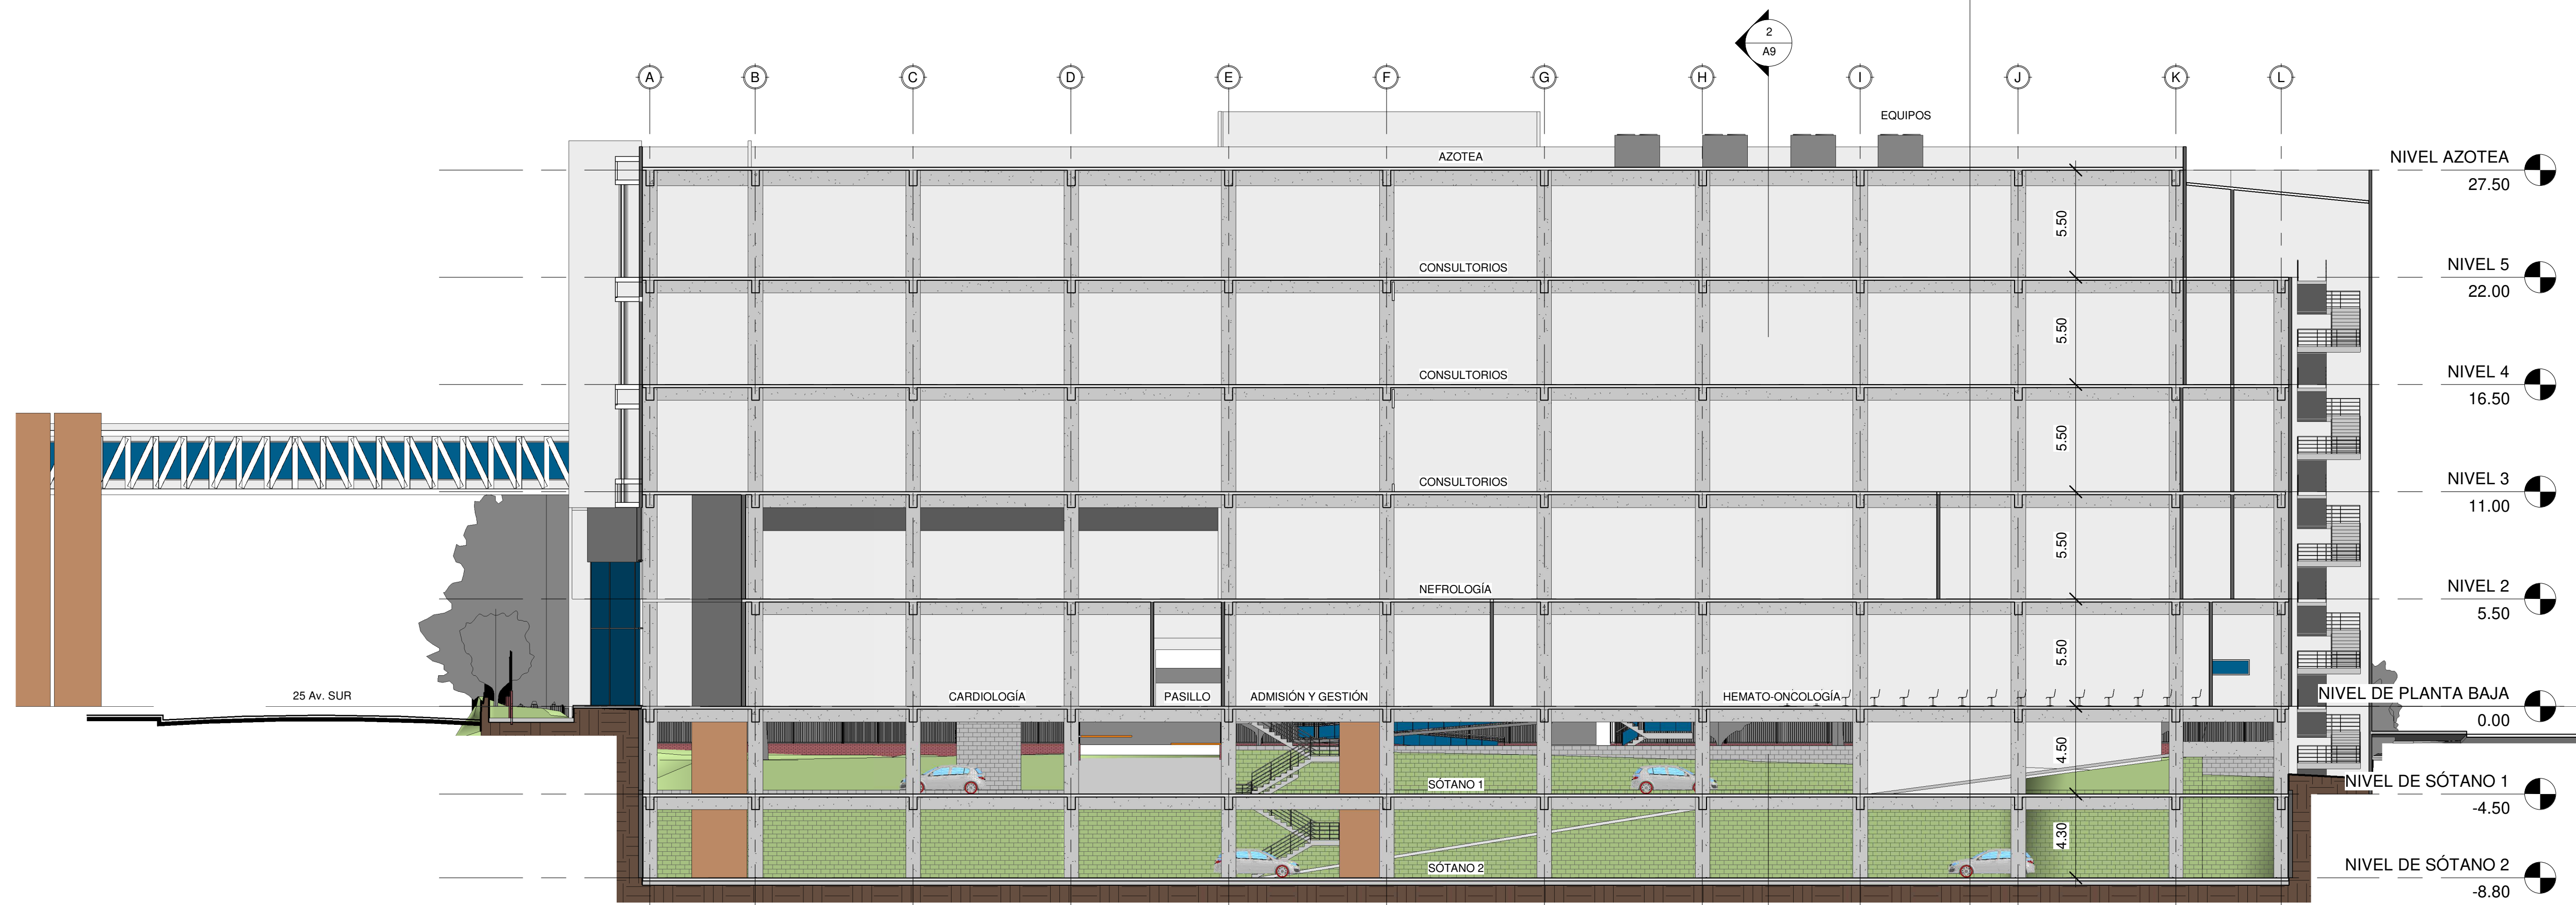 2
A9
A
B
C
D
E
F
G
H
I
J
K
L
EQUIPOS
AZOTEA
NIVEL AZOTEA
27.50
5.50
CONSULTORIOS
NIVEL 5
22.00
5.50
CONSULTORIOS
NIVEL 4
16.50
5.50
CONSULTORIOS
NIVEL 3
11.00
5.50
NEFROLOGÍA
NIVEL 2
5.50
5.50
25 Av. SUR
CARDIOLOGÍA
PASILLO
ADMISIÓN Y GESTIÓN
HEMATO-ONCOLOGÍA
NIVEL DE PLANTA BAJA
0.00
4.50
SÓTANO 1
NIVEL DE SÓTANO 1
-4.50
4.30
SÓTANO 2
NIVEL DE SÓTANO 2
-8.80